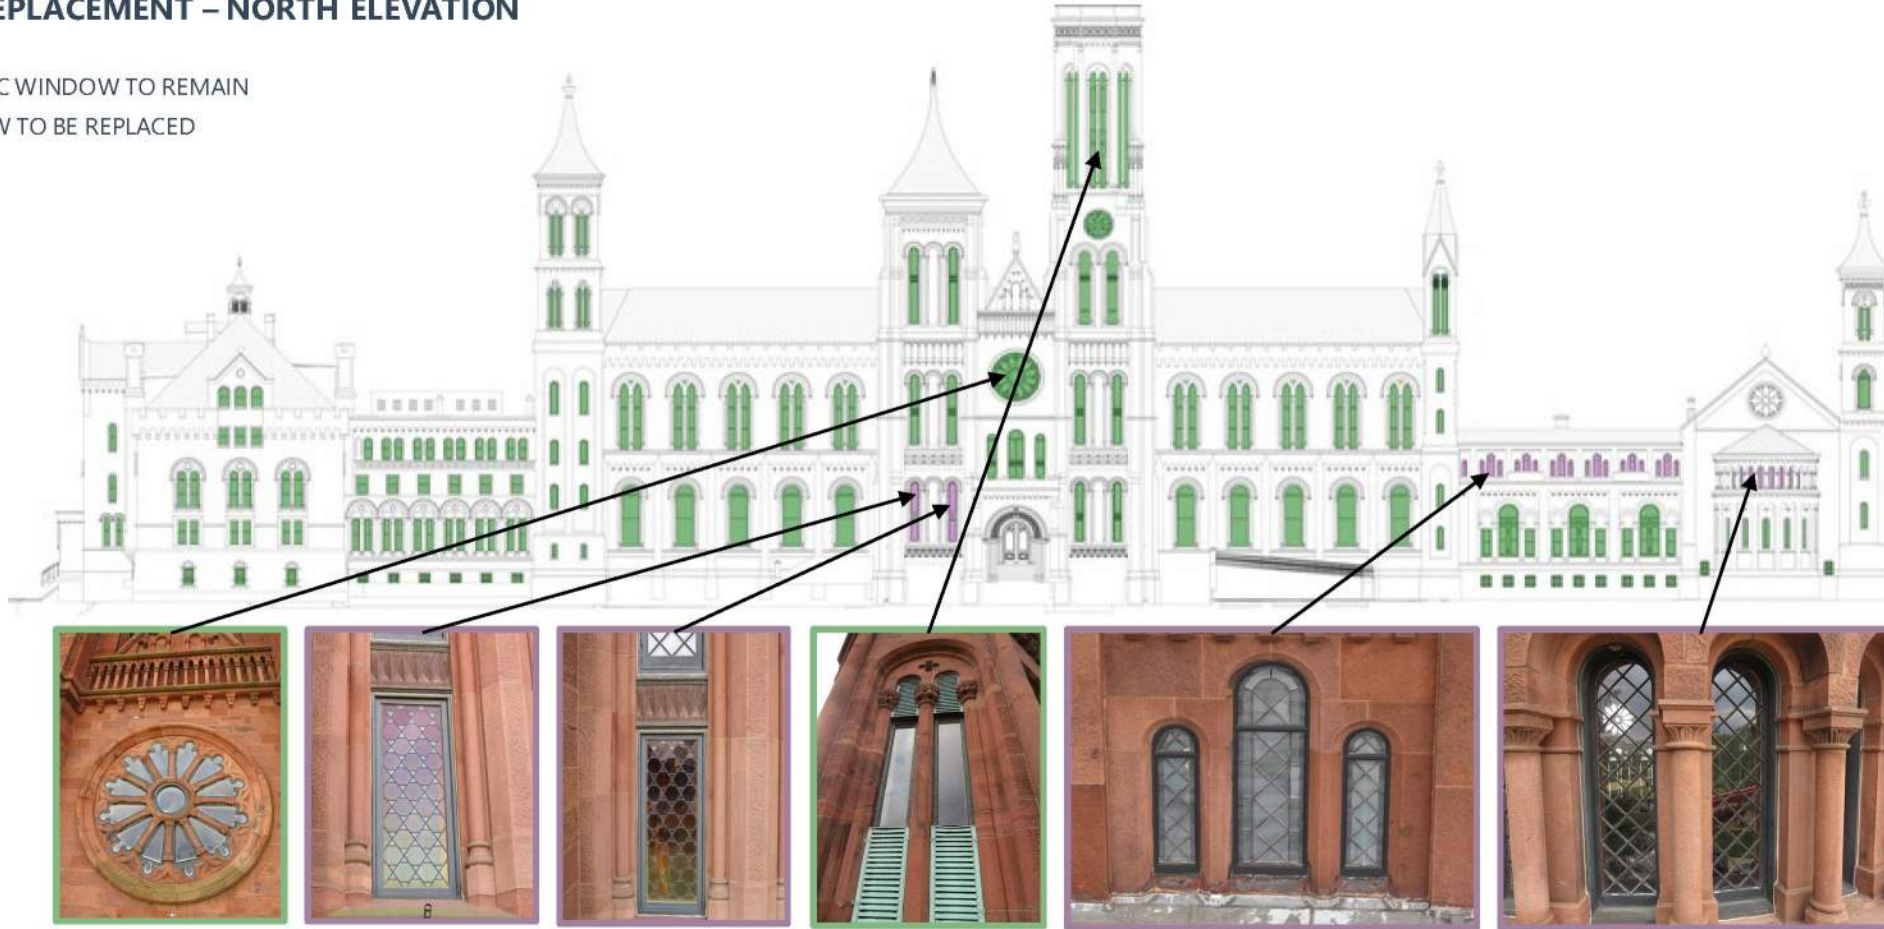 EPLACEMENT – NORTH ELEVATION
C WINDOW TO REMAIN
W TO BE REPLACED